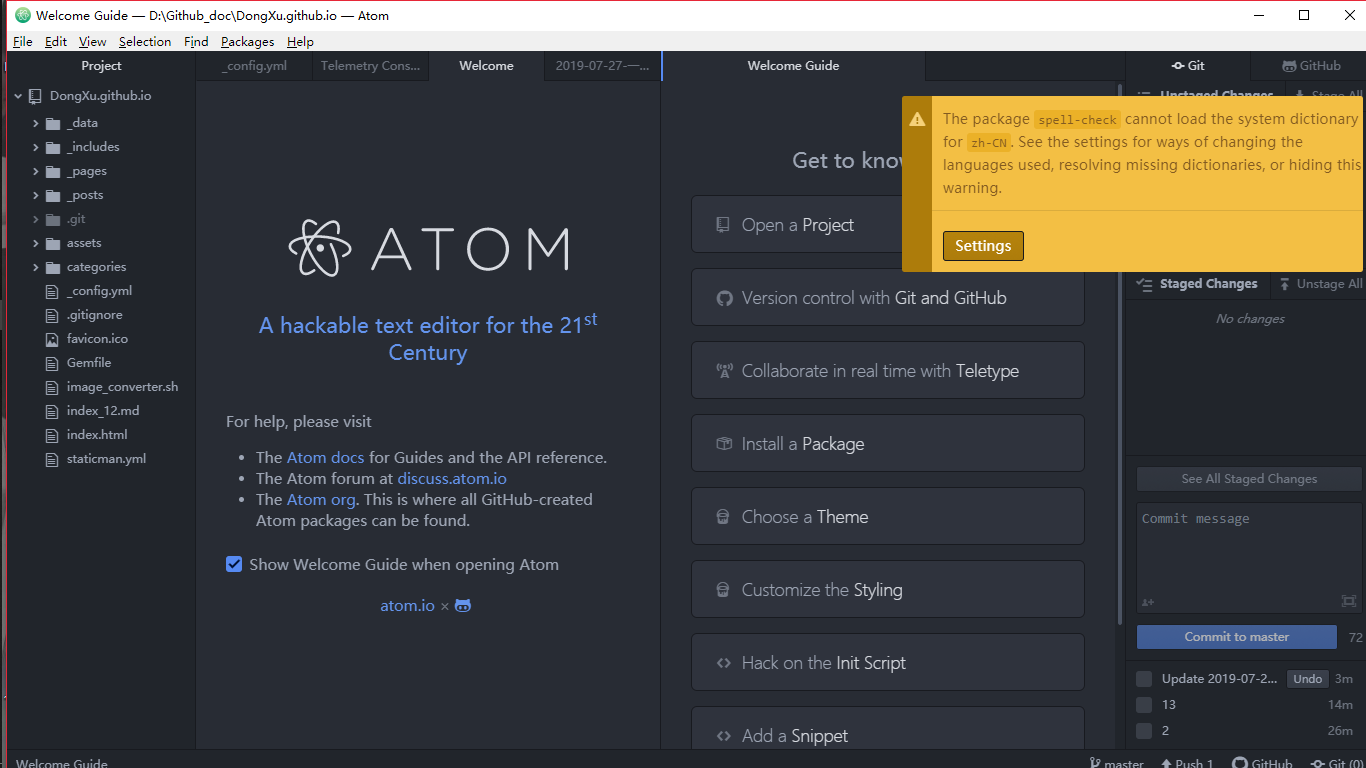 Welcome Guide — D:\Github_doc\DongXu.github.io — Atom
File Edit View Selection Find Packages Help
Project
_config.yml
Telemetry Cons...
Welcome
2019-07-27-一...
Welcome Guide
Git
GitHub
DongXu.github.io
_data
_includes
_pages
_posts
.git
assets
categories
_config.yml
.gitignore
favicon.ico
Gemfile
image_converter.sh
index_12.md
index.html
staticman.yml
ATOM
A hackable text editor for the 21st
Century
For help, please visit
The Atom docs for Guides and the API reference.
The Atom forum at discuss.atom.io
The Atom org. This is where all GitHub-created
Atom packages can be found.
Show Welcome Guide when opening Atom
atom.io ×
Get to
Open a Project
Version control with Git and GitHub
Collaborate in real time with Teletype
Install a Package
Choose a Theme
Customize the Styling
Hack on the Init Script
Add a Snippet
Unstaged Changes
Stage All
The package spell-check cannot load the system dictionary
for zh-CN. See the settings for ways of changing the
languages used, resolving missing dictionaries, or hiding this
warning.
Settings
Staged Changes
Unstage All
No changes
See All Staged Changes
Commit message
Commit to master
72
Update 2019-07-2... Undo 3m
13 14m
2 26m
Welcome Guide
master
Push 1
GitHub
Git (0)